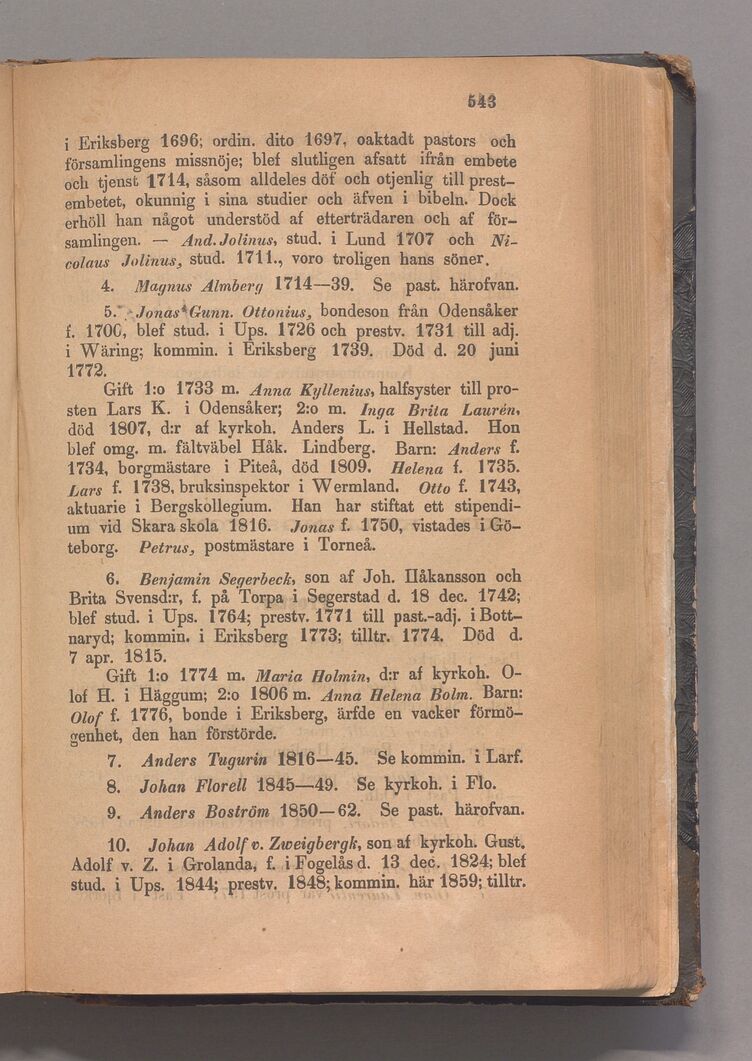 543
i Eriksberg 1696; ordin. dito 1697, oaktadt pastors och
församlingens missnöje; blef slutligen afsatt ifrån embete
och tjenst 1714, såsom alldeles döf och otjenlig till prest-
embetet, okunnig i sina studier och äfven i bibeln. Dock
erhöll han något understöd af efterträdaren och af för-
samlingen. — And. Jolinus, stud. i Lund 1707 och Ni-
colaus Jolinus, stud. 1711., voro troligen hans söner.
4. Magnus Almberg 1714—39. Se past. härofvan.
5. Jonas Gunn. Ottonius, bondeson från Odensåker
f. 1700, blef stud. i Ups. 1726 och prestv. 1731 till adj.
i Wäring; kommin. i Eriksberg 1739. Död d. 20 juni
1772.
Gift 1:o 1733 m. Anna Kyllenius, halfsyster till pro-
sten Lars K. i Odensåker; 2:o m. Inga Brita Laurén,
död 1807, d:r af kyrkoh. Anders L. i Hellstad. Hon
blef omg. m. fältväbel Håk. Lindberg. Barn: Anders f.
1734, borgmästare i Piteå, död 1809. Helena f. 1735.
Lars f. 1738, bruksinspektor i Wermland. Otto f. 1743,
aktuarie i Bergskollegium. Han har stiftat ett stipendi-
um vid Skara skola 1816. Jonas f. 1750, vistades i Gö-
teborg. Petrus, postmästare i Torneå.
6. Benjamin Segerbeck, son af Joh. Håkansson och
Brita Svensd:r, f. på Torpa i Segerstad d. 18 dec. 1742;
blef stud. i Ups. 1764; prestv. 1771 till past.-adj. i Bott-
naryd; kommin. i Eriksberg 1773; tilltr. 1774. Död d.
7 apr. 1815.
Gift 1:o 1774 m. Maria Holmin, d:r af kyrkoh. O-
lof H. i Häggum; 2:o 1806 m. Anna Helena Bolm. Barn:
Olof f. 1776, bonde i Eriksberg, ärfde en vacker förmö-
genhet, den han förstörde.
7. Anders Tugurin 1816—45. Se kommin. i Larf.
8. Johan Florell 1845—49. Se kyrkoh. i Flo.
9. Anders Boström 1850—62. Se past. härofvan.
10. Johan Adolf v. Zweigbergk, son af kyrkoh. Gust.
Adolf v. Z. i Grolanda, f. i Fogelås d. 13 dec. 1824; blef
stud. i Ups. 1844; prestv. 1848; kommin. här 1859; tilltr.